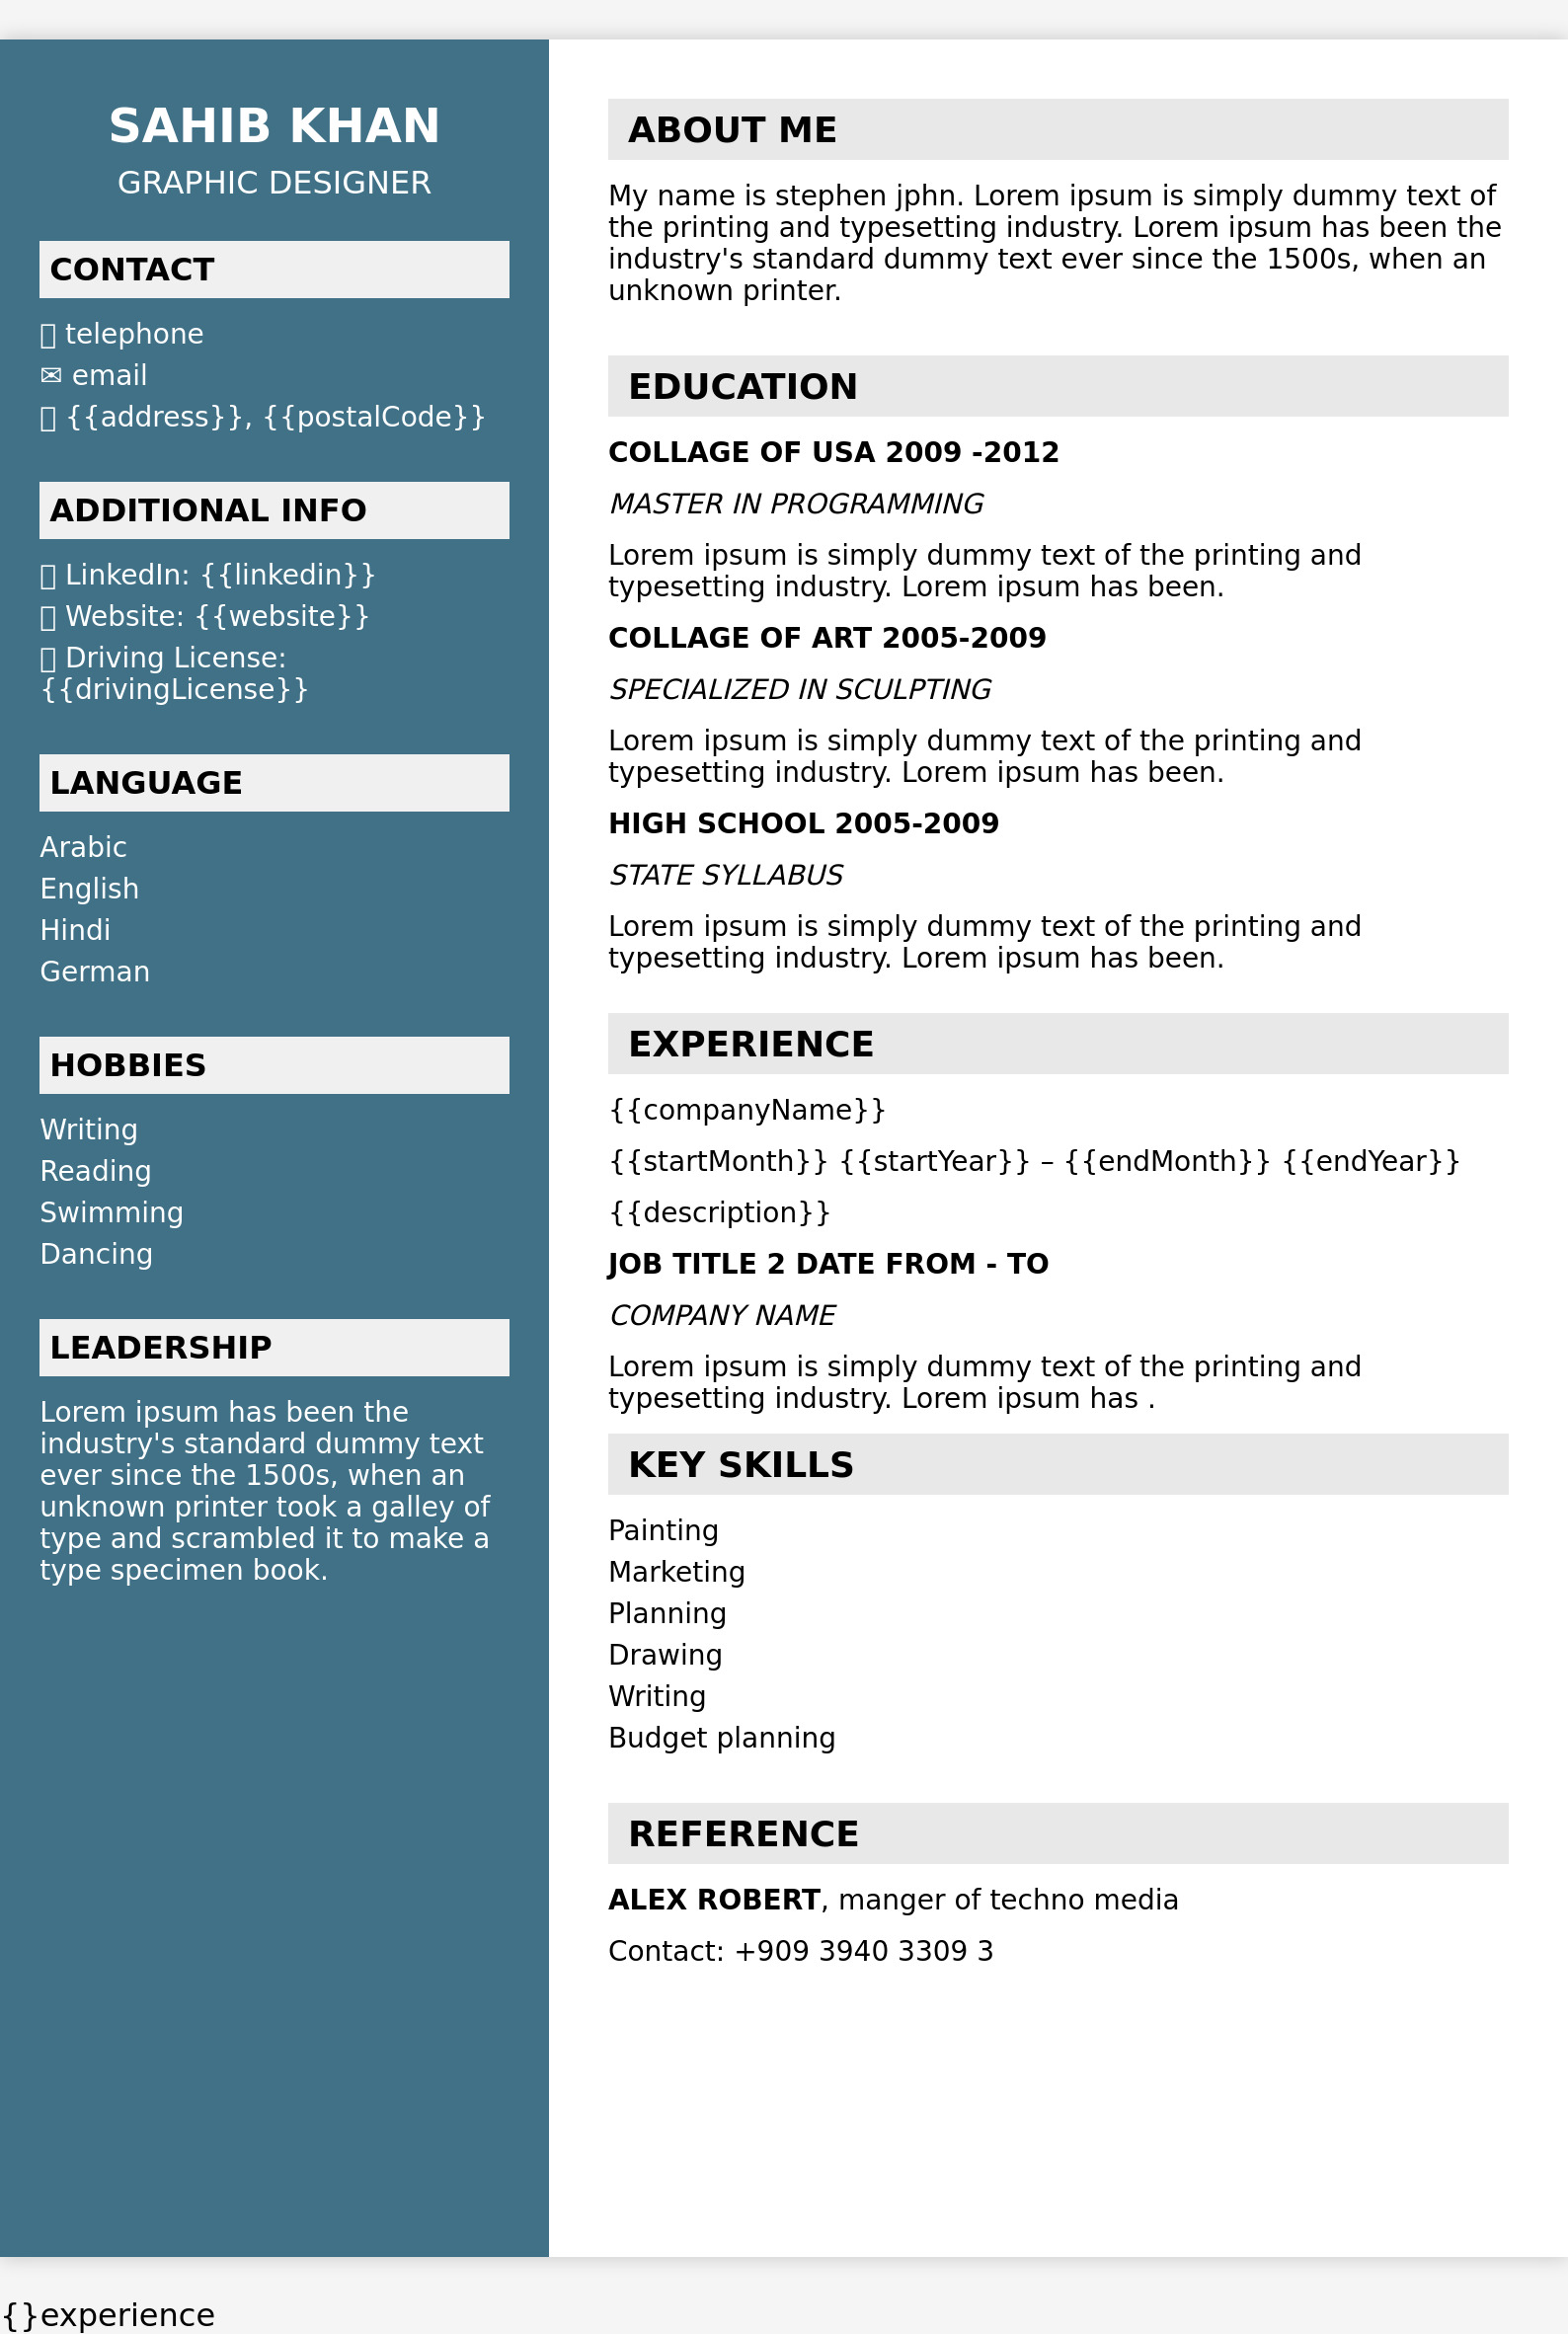 SAHIB KHAN
GRAPHIC DESIGNER
CONTACT
telephone
✉ email
{{address}}, {{postalCode}}
ADDITIONAL INFO
LinkedIn: {{linkedin}}
Website: {{website}}
Driving License:
{{drivingLicense}}
LANGUAGE
Arabic
English
Hindi
German
HOBBIES
Writing
Reading
Swimming
Dancing
LEADERSHIP
Lorem ipsum has been the
industry's standard dummy text
ever since the 1500s, when an
unknown printer took a galley of
type and scrambled it to make a
type specimen book.
ABOUT ME
My name is stephen jphn. Lorem ipsum is simply dummy text of
the printing and typesetting industry. Lorem ipsum has been the
industry's standard dummy text ever since the 1500s, when an
unknown printer.
EDUCATION
COLLAGE OF USA 2009 -2012
MASTER IN PROGRAMMING
Lorem ipsum is simply dummy text of the printing and
typesetting industry. Lorem ipsum has been.
COLLAGE OF ART 2005-2009
SPECIALIZED IN SCULPTING
Lorem ipsum is simply dummy text of the printing and
typesetting industry. Lorem ipsum has been.
HIGH SCHOOL 2005-2009
STATE SYLLABUS
Lorem ipsum is simply dummy text of the printing and
typesetting industry. Lorem ipsum has been.
EXPERIENCE
{{companyName}}
{{startMonth}} {{startYear}} – {{endMonth}} {{endYear}}
{{description}}
JOB TITLE 2 DATE FROM - TO
COMPANY NAME
Lorem ipsum is simply dummy text of the printing and
typesetting industry. Lorem ipsum has .
KEY SKILLS
Painting
Marketing
Planning
Drawing
Writing
Budget planning
REFERENCE
ALEX ROBERT, manger of techno media
Contact: +909 3940 3309 3
{}experience